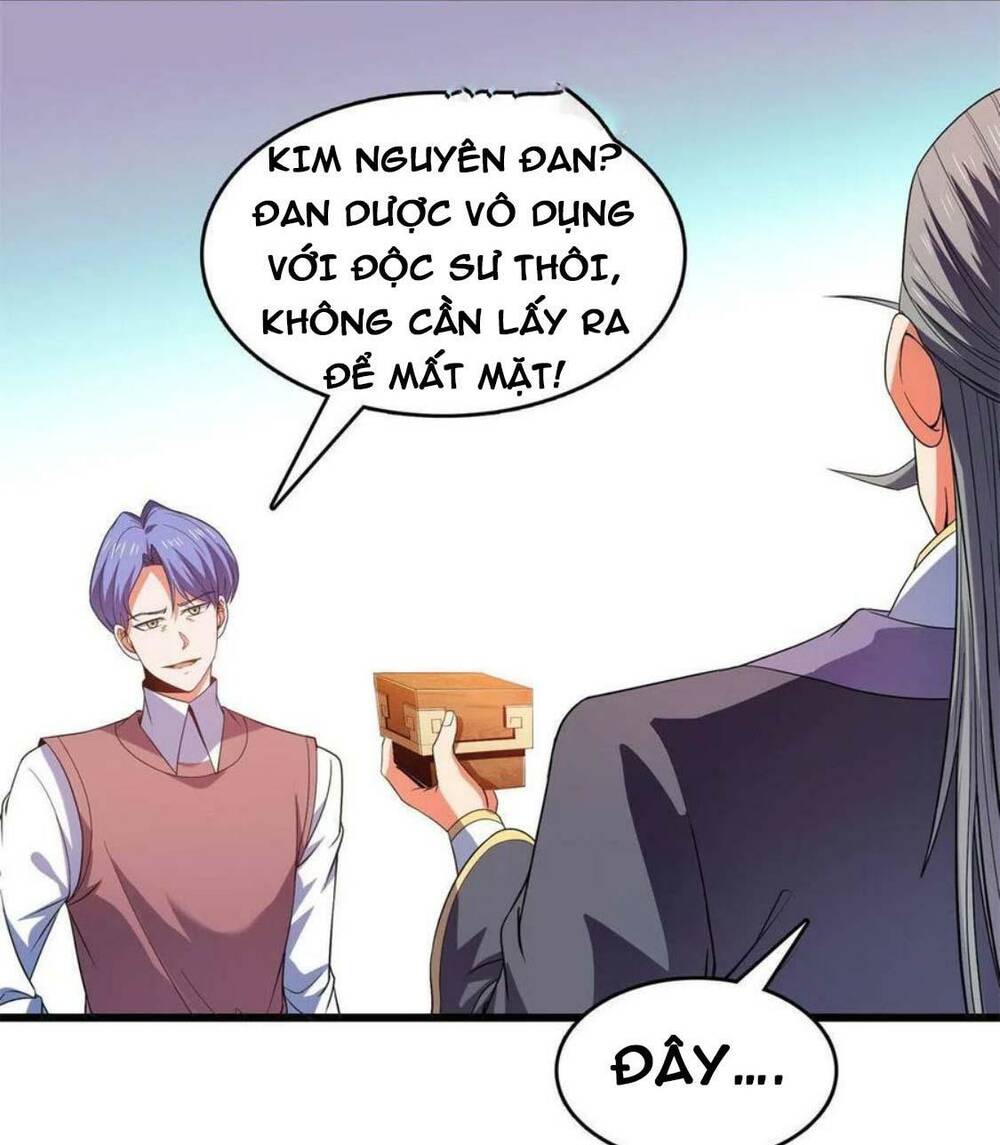 KIM NGUYÊN ĐAN?
ĐAN DƯỢC VÔ DỤNG
VỚI ĐỘC SƯ THÔI,
KHÔNG CẦN LẤY RA
ĐỂ MẤT MẶT!
ĐÂY....